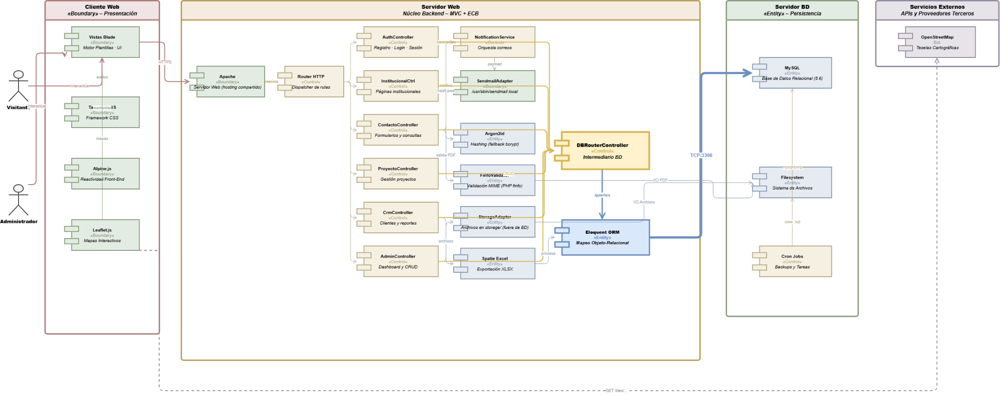 Cliente Web
«Boundary» – Presentación
Vistas Blade
«Boundary»
Motor Plantillas · UI
estilos
Interactúa
Visitante
Interactúa
reactividad
«Boundary»
Framework CSS
mapas
Alpine.js
«Boundary»
Reactividad Front-End
Administrador
Leaflet.js
«Boundary»
Mapas Interactivos
HTTPS
Servidor Web
Núcleo Backend – MVC + ECB
Apache
«Boundary»
Servidor Web (hosting compartido)
reenvía
Router HTTP
«Control»
Dispatcher de rutas
AuthController
«Control»
Registro · Login · Sesión
bienvenida
NotificationService
«Control»
Orquesta correos
payload
InstitucionalCtrl
«Control»
Páginas institucionales
notifica
hash pwd
SendmailAdapter
«Boundary»
/usr/sbin/sendmail local
ContactoController
«Control»
Formularios y consultas
Argon2id
«Entity»
Hashing (fallback bcrypt)
valida PDF
ProyectoController
«Control»
Gestión proyectos
CRUD
FinfoValidator
«Entity»
Validación MIME (PHP finfo)
CrmController
«Control»
Clientes y reportes
StorageAdapter
«Entity»
Archivos en storage/ (fuera de BD)
archivos
AdminController
«Control»
Dashboard y CRUD
Spatie Excel
«Entity»
Exportación XLSX
procesa
DBRouterController
«Control»
Intermediario BD
queries
Eloquent ORM
«Entity»
Mapeo Objeto-Relacional
I/O PDF
I/O Archivos
TCP:3306
Servidor BD
«Entity» – Persistencia
MySQL
«Entity»
Base de Datos Relacional (5.6)
mysqldump
Filesystem
«Entity»
Sistema de Archivos
save .sql
Cron Jobs
«Control»
Backups y Tareas
Servicios Externos
APIs y Proveedores Terceros
OpenStreetMap
Ext.
Teselas Cartográficas
GET /tiles/...